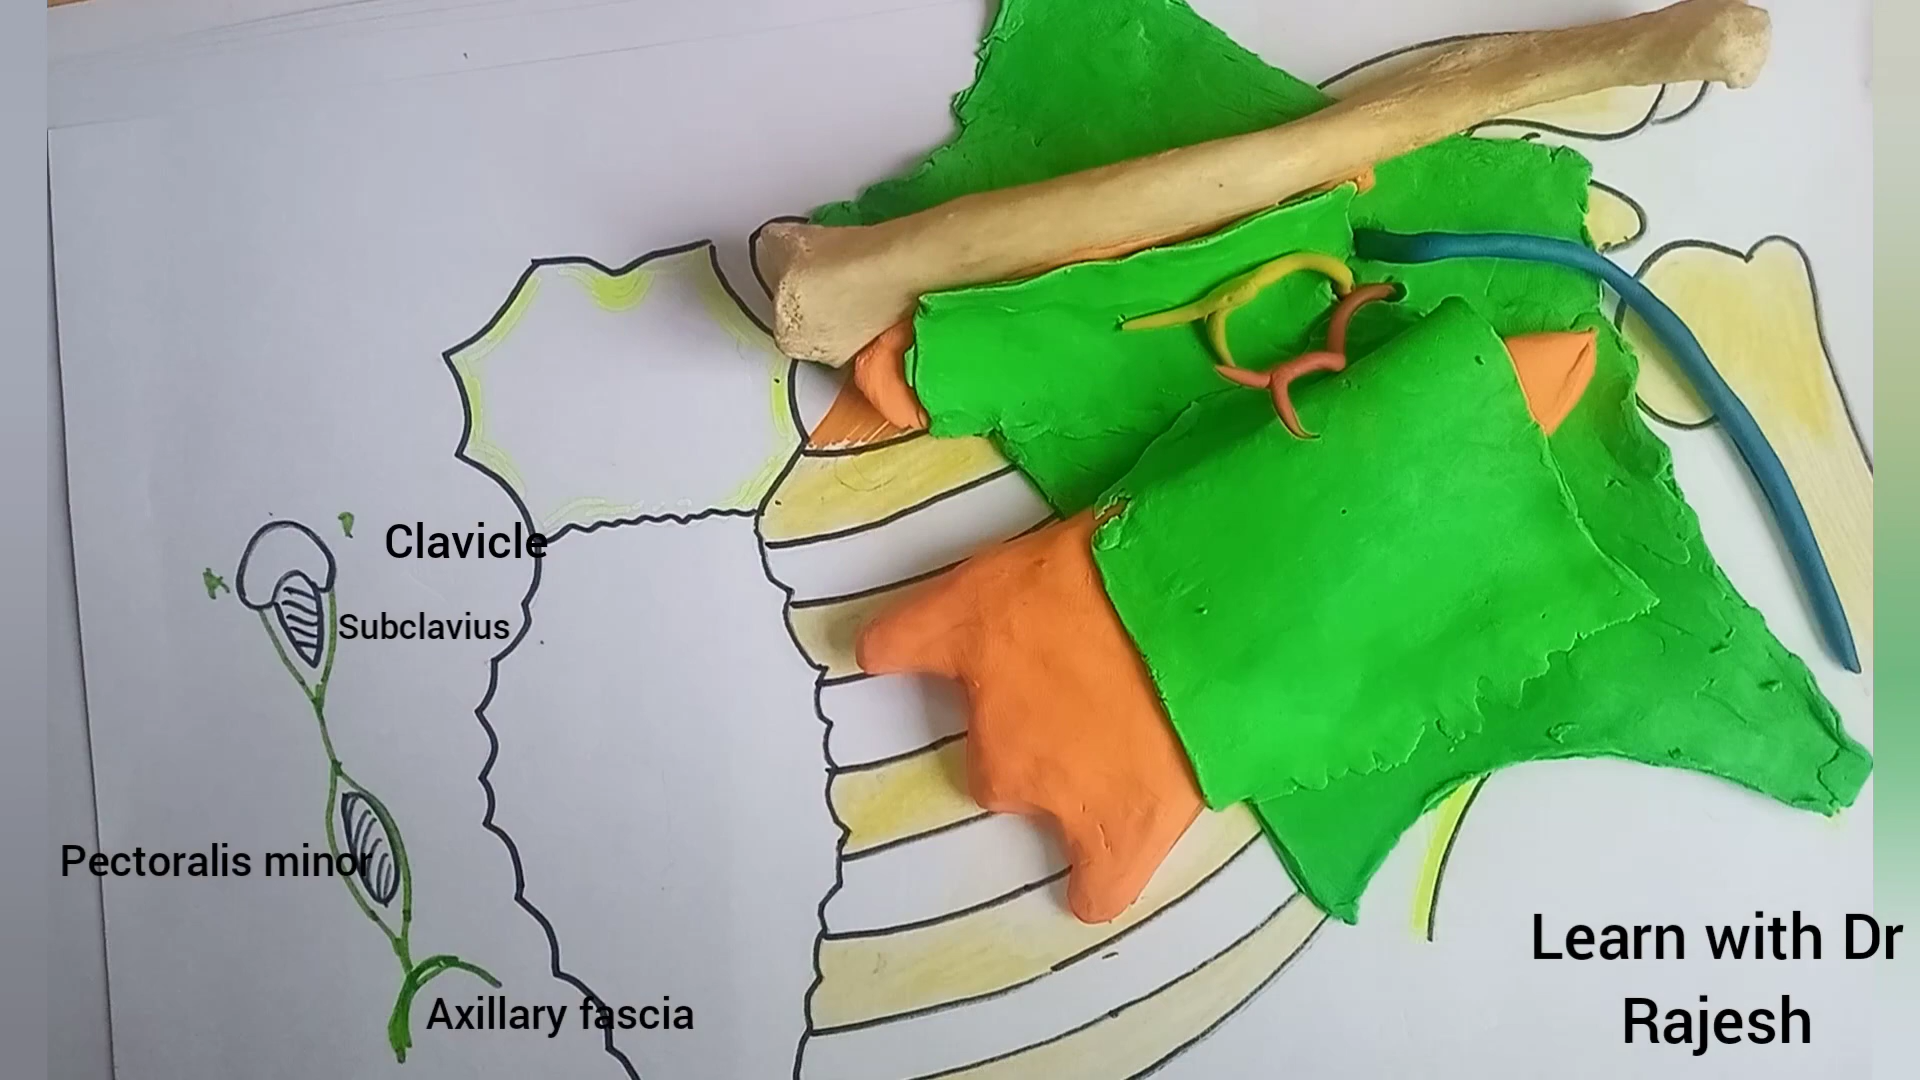 A
P
Clavicle
Subclavius
Pectoralis minor
Axillary fascia
Learn with Dr
Rajesh